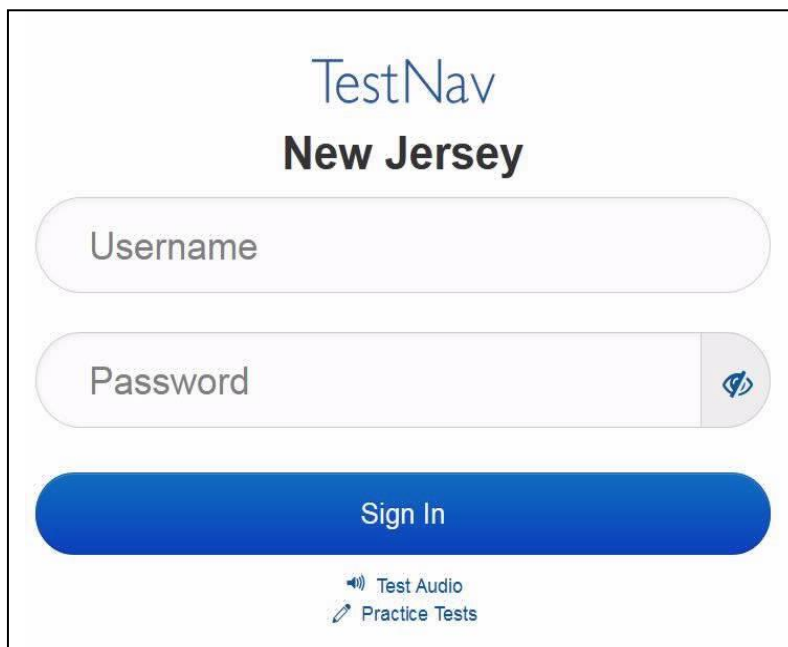 TestNav
New Jersey
Username
Password
Sign In
Test Audio
Practice Tests